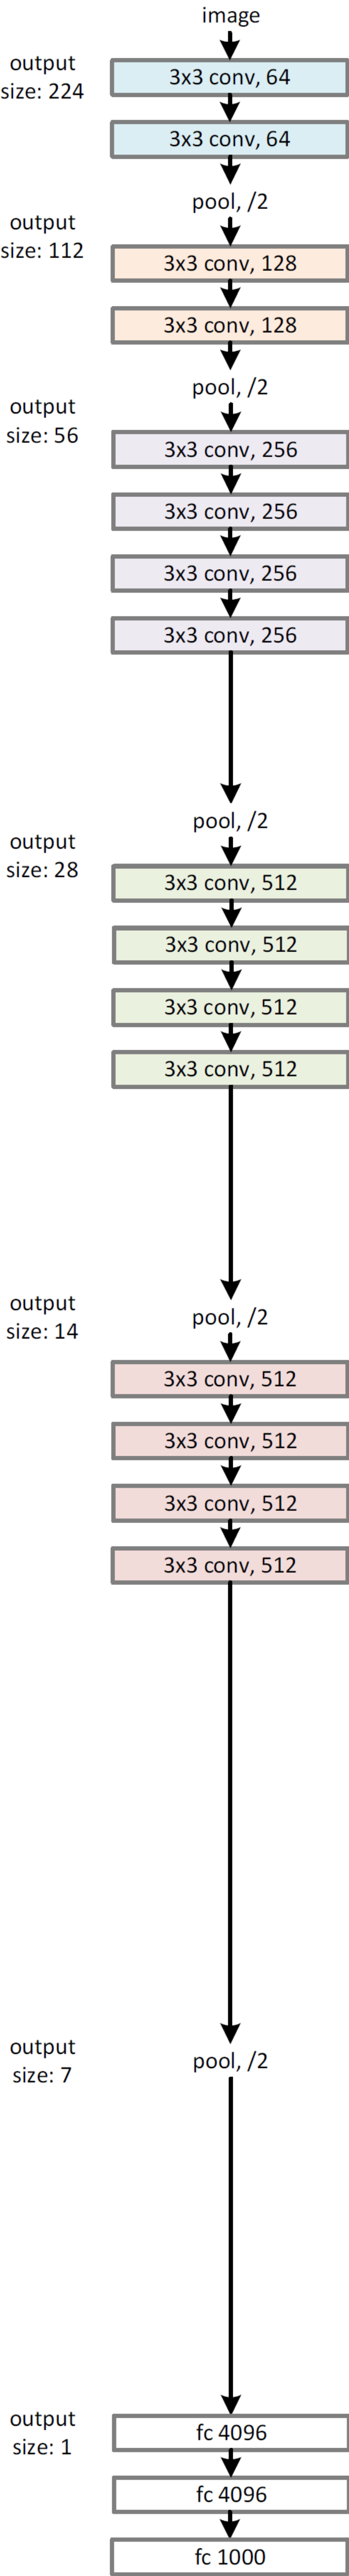 image
output
size: 224
3x3 conv, 64
3x3 conv, 64
pool, /2
output
size: 112
3x3 conv, 128
3x3 conv, 128
pool, /2
output
size: 56
3x3 conv, 256
3x3 conv, 256
3x3 conv, 256
3x3 conv, 256
pool, /2
output
size: 28
3x3 conv, 512
3x3 conv, 512
3x3 conv, 512
3x3 conv, 512
output
size: 14
pool, /2
3x3 conv, 512
3x3 conv, 512
3x3 conv, 512
3x3 conv, 512
output
size: 7
pool, /2
output
size: 1
fc 4096
fc 4096
fc 1000